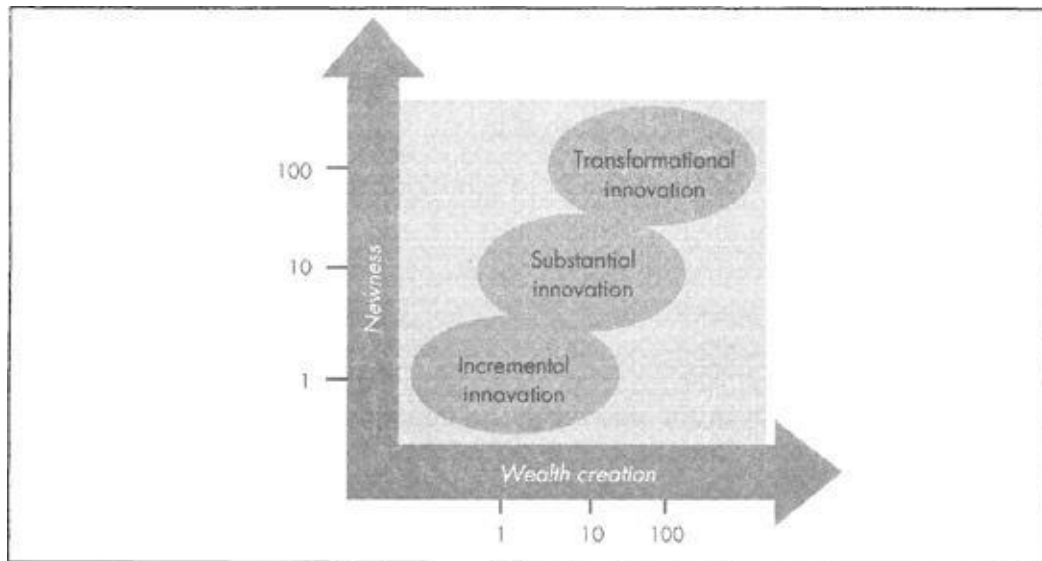 100
Transformational
innovation
10
Substantial
innovation
Newness
1
Incremental
innovation
Wealth creation
1 10 100